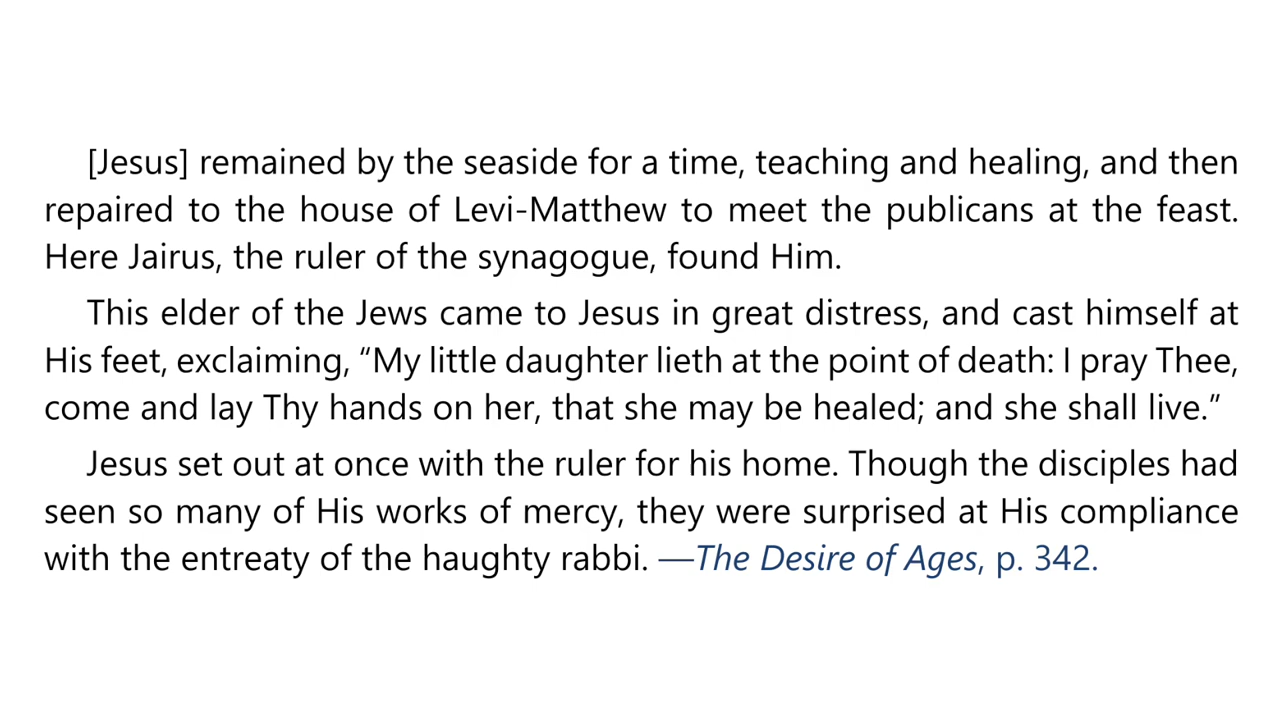 [Jesus] remained by the seaside for a time, teaching and healing, and then
repaired to the house of Levi-Matthew to meet the publicans at the feast.
Here Jairus, the ruler of the synagogue, found Him.
This elder of the Jews came to Jesus in great distress, and cast himself at
His feet, exclaiming, “My little daughter lieth at the point of death: I pray Thee,
come and lay Thy hands on her, that she may be healed; and she shall live.”
Jesus set out at once with the ruler for his home. Though the disciples had
seen so many of His works of mercy, they were surprised at His compliance
with the entreaty of the haughty rabbi. —The Desire of Ages, p. 342.